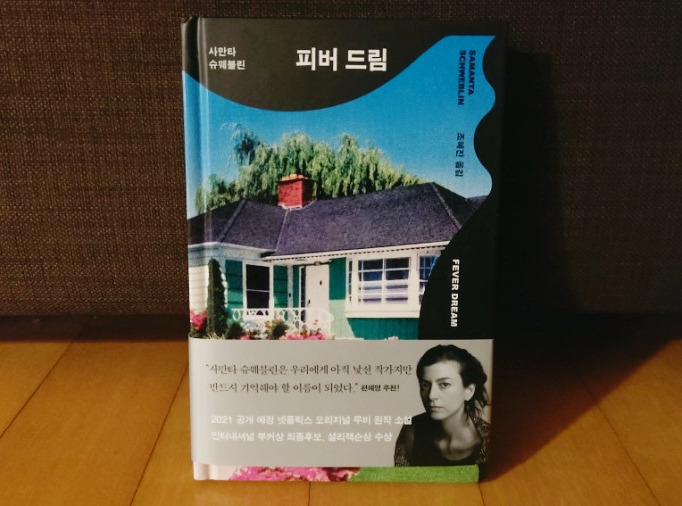 사만타
슈웨블린
피버 드림
SAMANTA
SCHWEBLIN
조혜진 옮김
FEVER DREAM
"사만타 슈웨블린은 우리에게 아직 낯선 작가지만
반드시 기억해야 할 이름이 되었다." 편혜영 추천!
2021 공개 예정 넷플릭스 오리지널 무비 원작 소설
인터내셔널 부커상 최종후보, 셜리잭슨상 수상